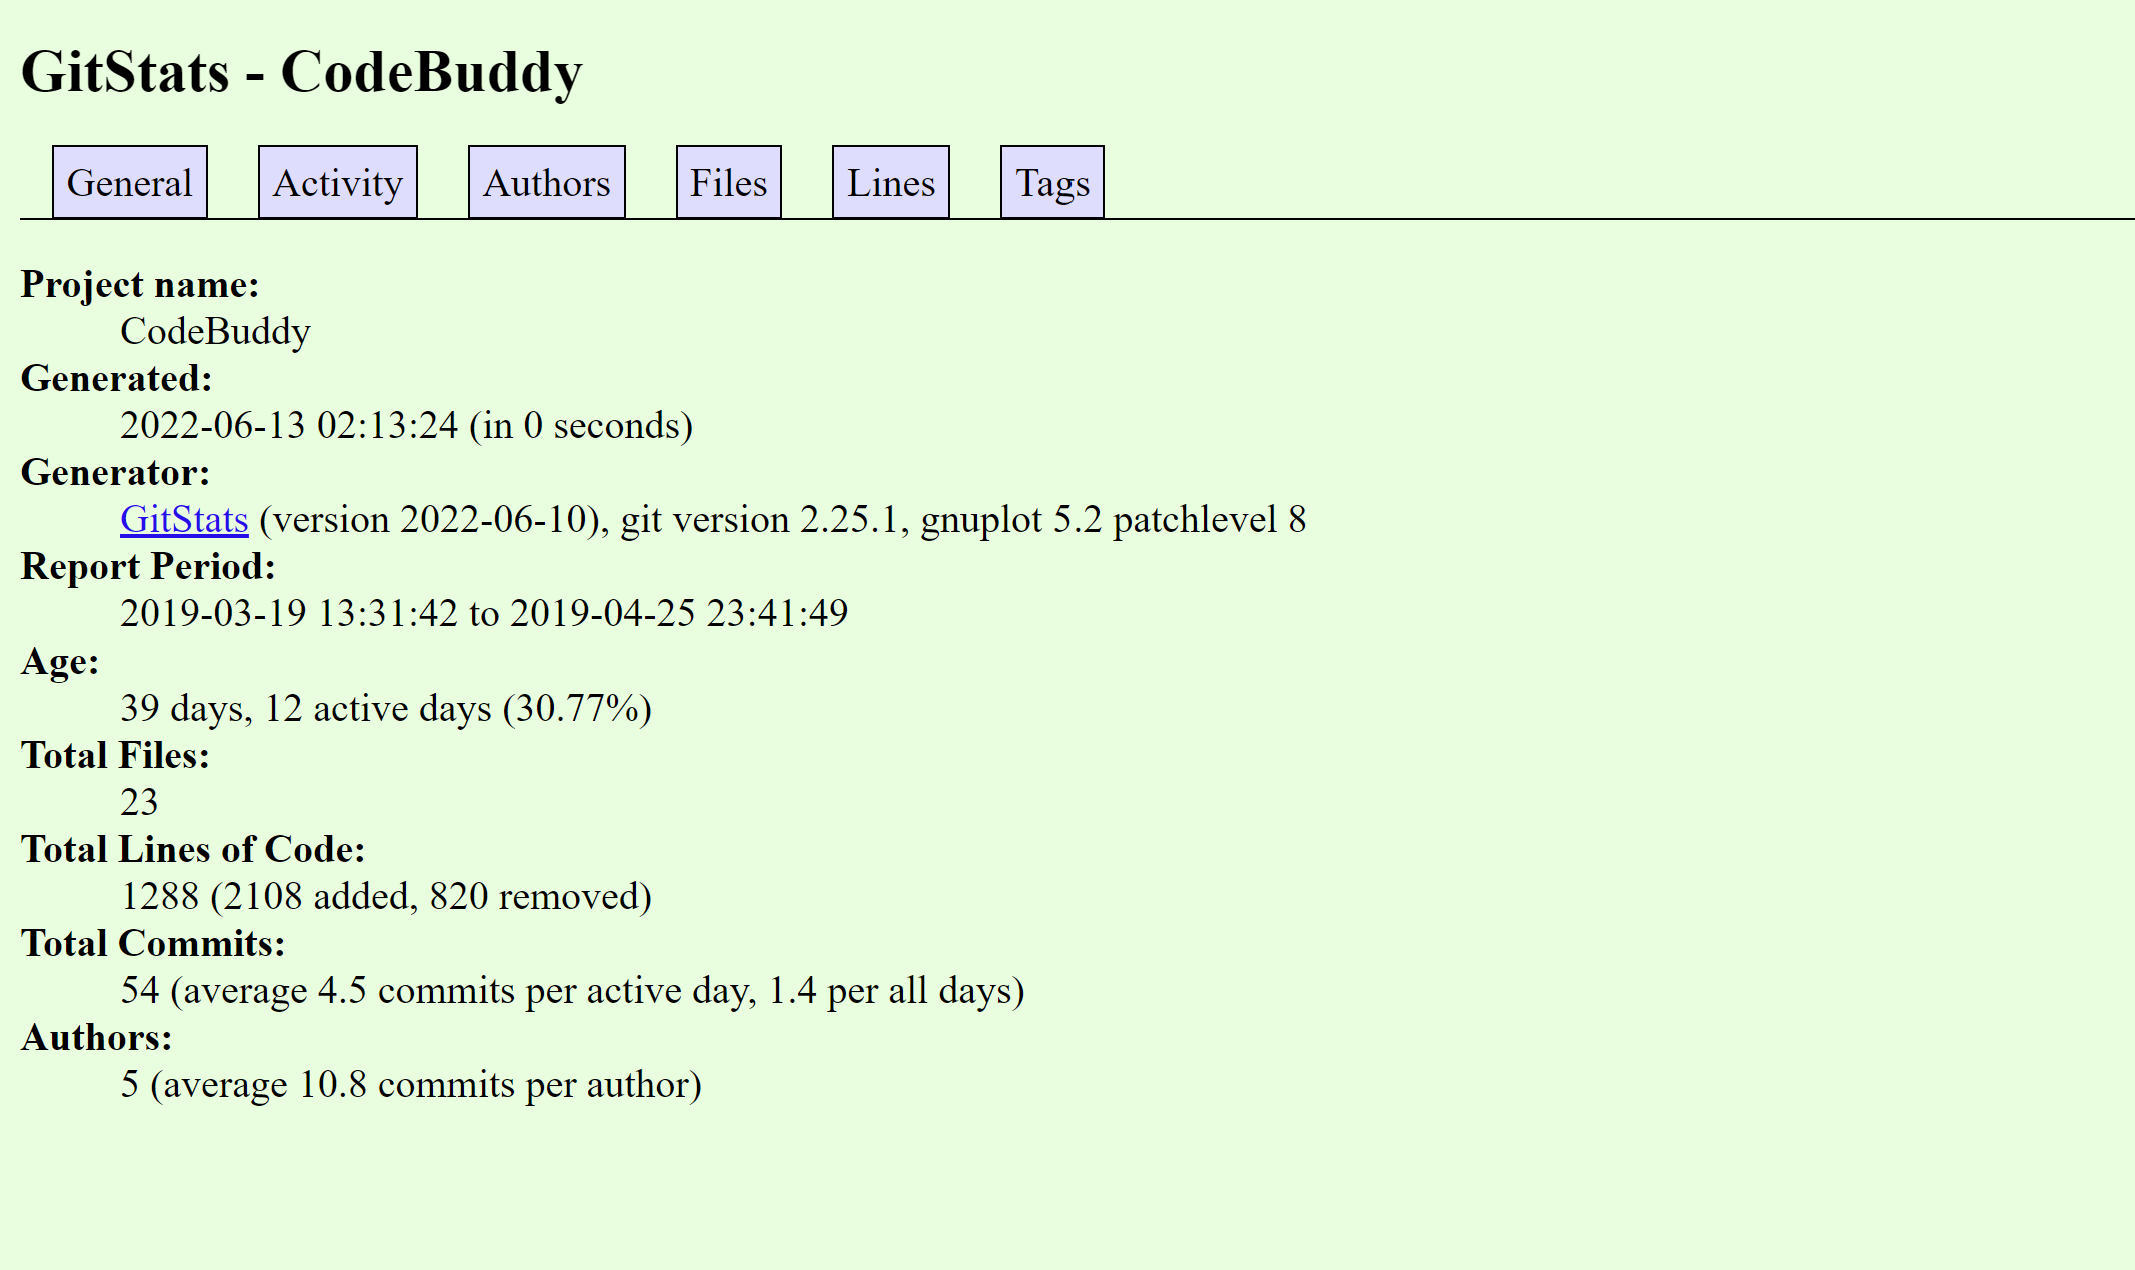 GitStats - CodeBuddy
General Activity Authors Files Lines Tags
Project name:
CodeBuddy
Generated:
2022-06-13 02:13:24 (in 0 seconds)
Generator:
GitStats (version 2022-06-10), git version 2.25.1, gnuplot 5.2 patchlevel 8
Report Period:
2019-03-19 13:31:42 to 2019-04-25 23:41:49
Age:
39 days, 12 active days (30.77%)
Total Files:
23
Total Lines of Code:
1288 (2108 added, 820 removed)
Total Commits:
54 (average 4.5 commits per active day, 1.4 per all days)
Authors:
5 (average 10.8 commits per author)